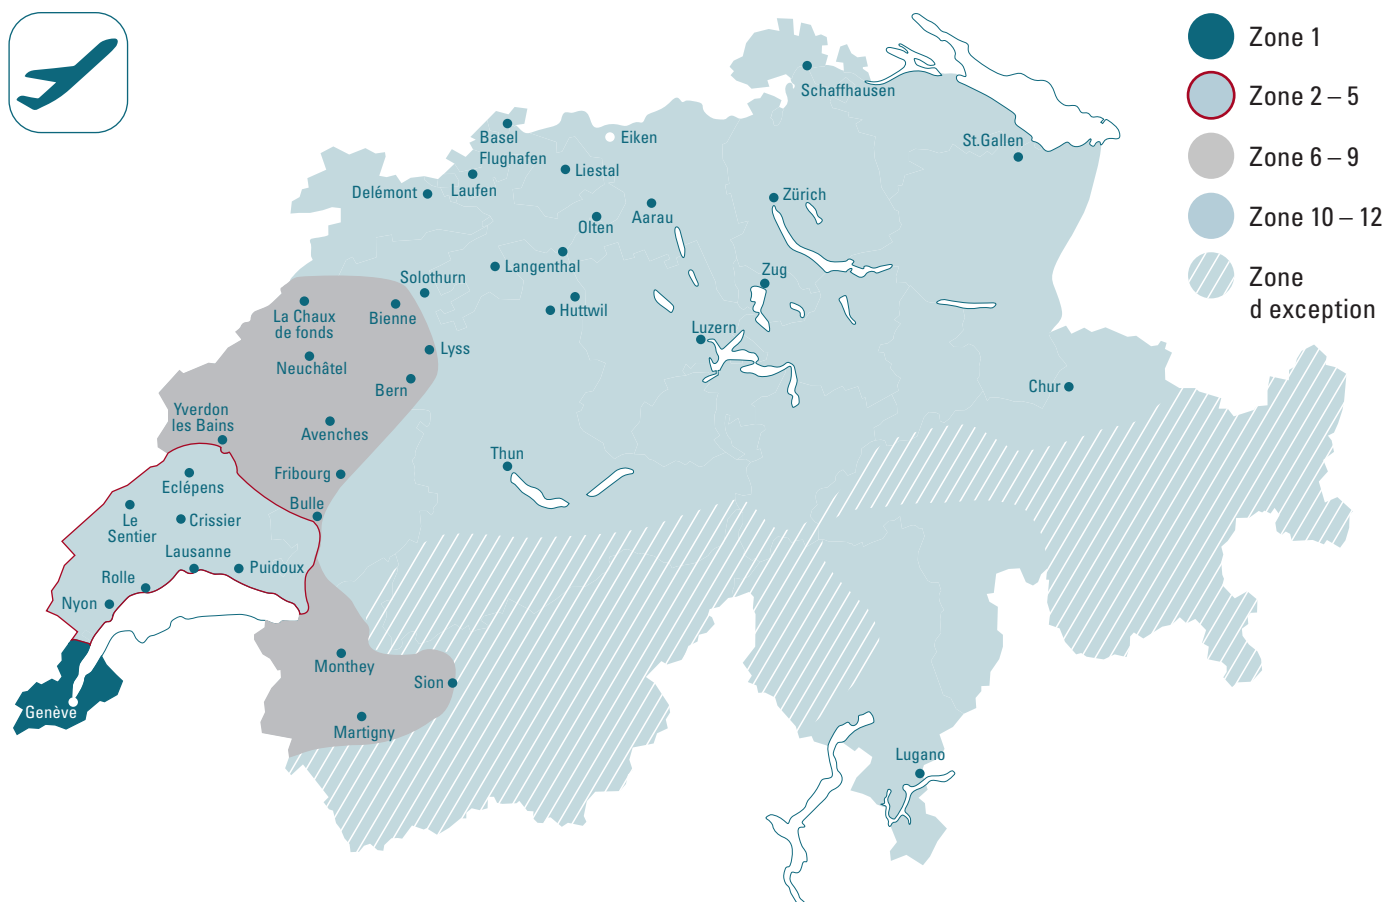 Zone 1
Zone 2 – 5
Zone 6 – 9
Zone 10 – 12
Zone
d exception
Schaffhausen
Basel
Flughafen
Eiken
St.Gallen
Liestal
Delémont
Laufen
Zürich
Aarau
Olten
Langenthal
Zug
Solothurn
La Chaux
de fonds
Bienne
Huttwil
Luzern
Lyss
Neuchâtel
Bern
Chur
Yverdon
les Bains
Avenches
Thun
Fribourg
Eclépens
Bulle
Le
Sentier
Crissier
Lausanne
Puidoux
Rolle
Nyon
Monthey
Sion
Genève
Martigny
Lugano